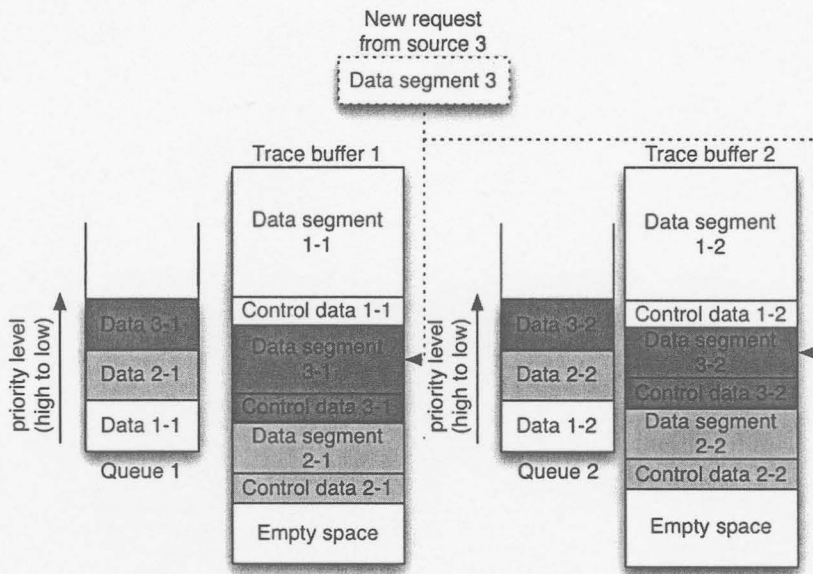 New request
from source 3
Data segment 3
Trace buffer 1
Data segment
1-1
Control data 1-1
Data segment
3-1
Control data 3-1
Data segment
2-1
Control data 2-1
Empty space
priority level
(high to low)
Data 3-1
Data 2-1
Data 1-1
Queue 1
Trace buffer 2
Data segment
1-2
Control data 1-2
Data segment
3-2
Control data 3-2
Data segment
2-2
Control data 2-2
Empty space
priority level
(high to low)
Data 3-2
Data 2-2
Data 1-2
Queue 2